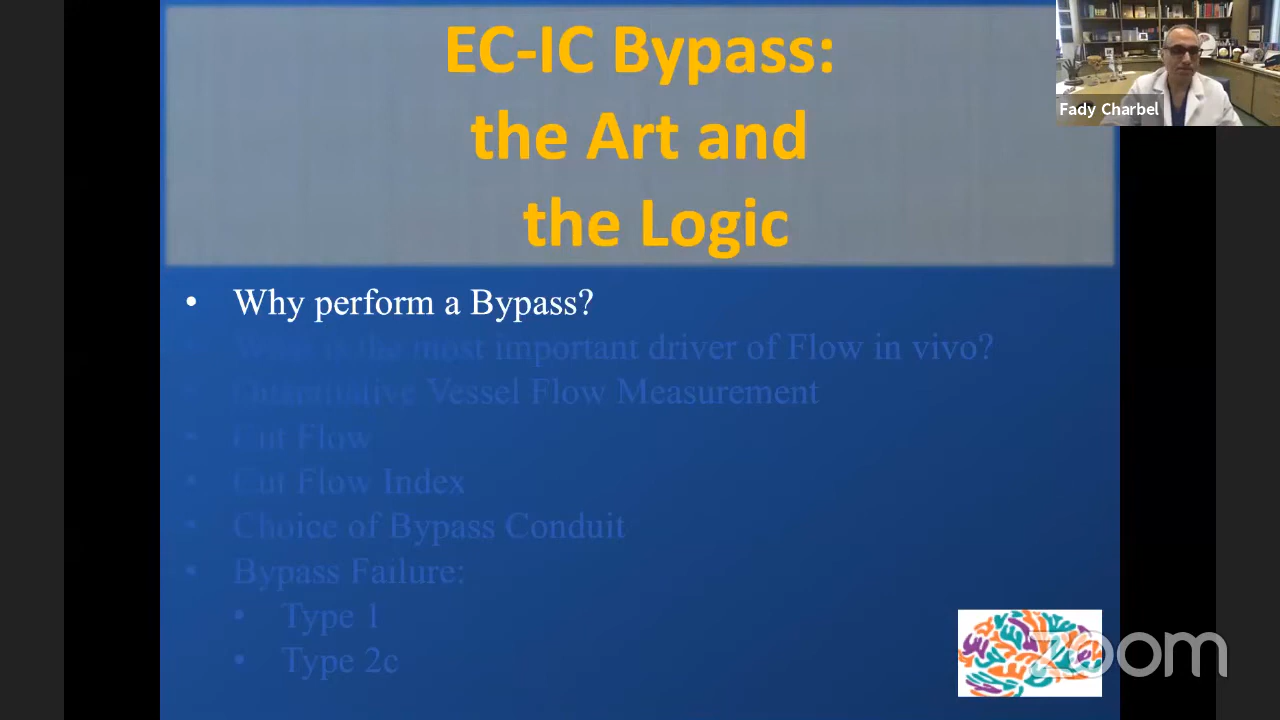 EC-IC Bypass:
the Art and
the Logic
Fady Charbel
• Why perform a Bypass?
• What is the most important driver of Flow in vivo?
• Quantitative Vessel Flow Measurement
• Cut Flow
• Cut Flow Index
• Choice of Bypass Conduit
• Bypass Failure:
• Type 1
• Type 2c
zoom